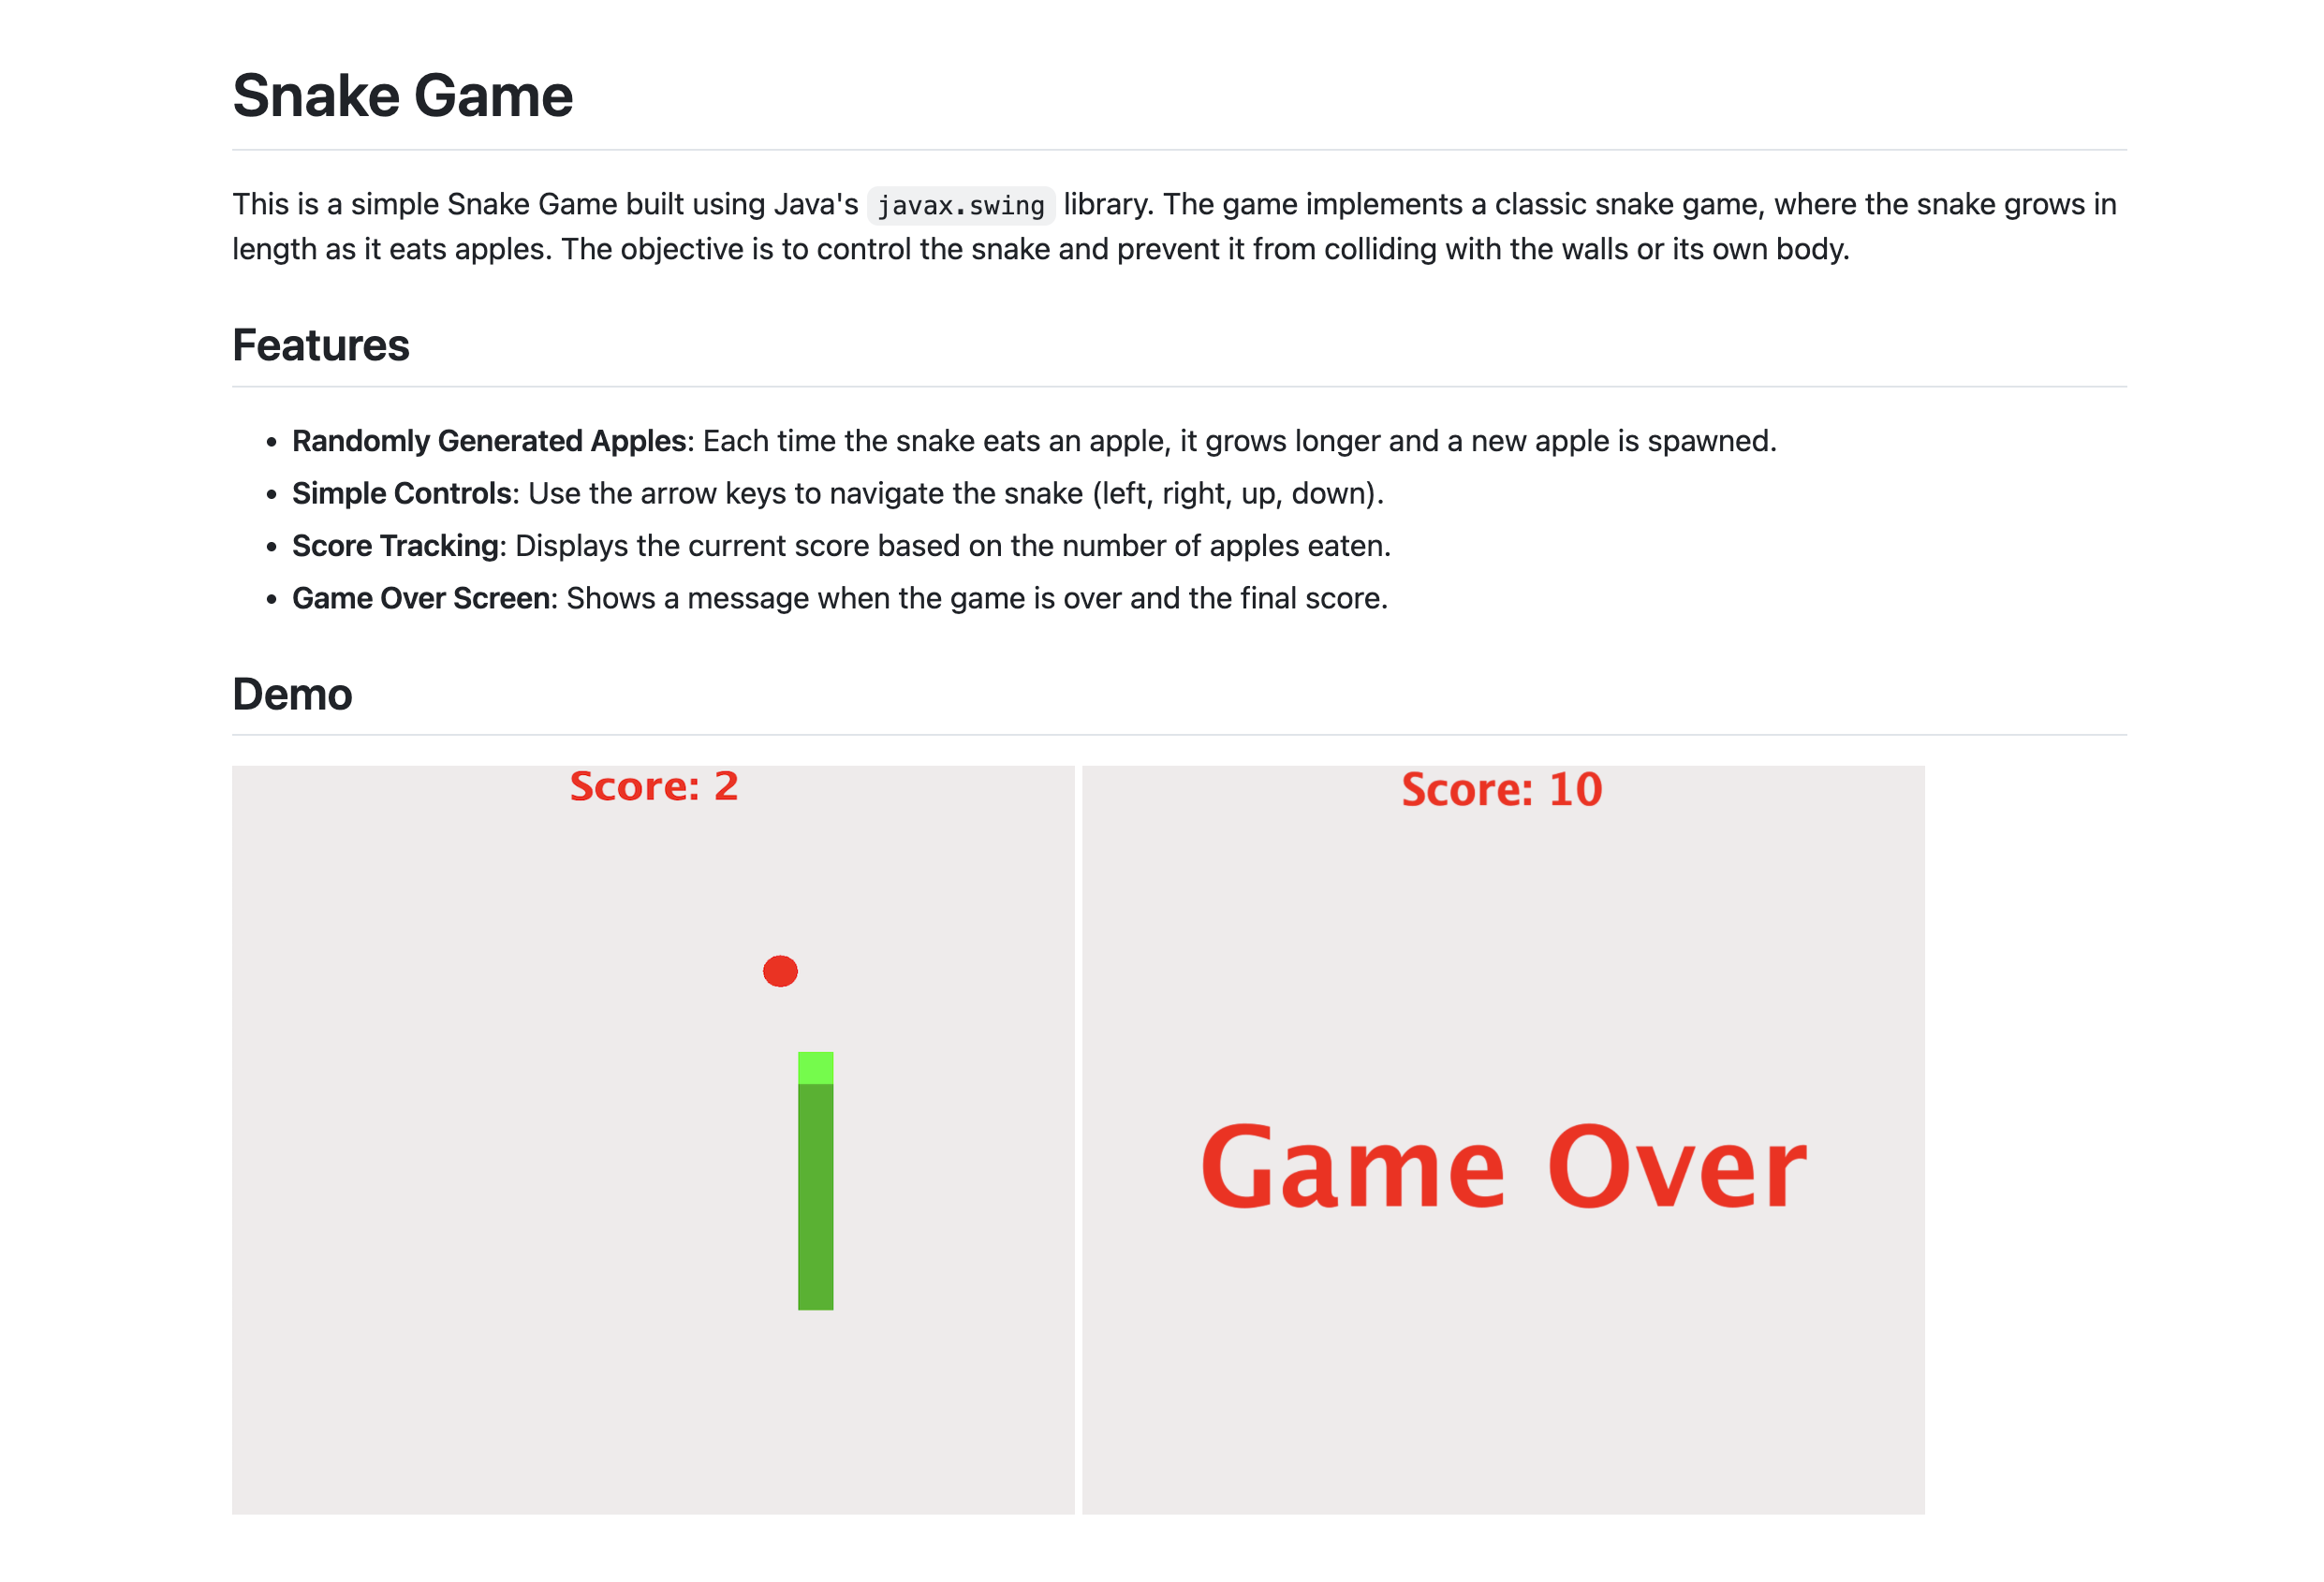 Snake Game
This is a simple Snake Game built using Java's javax.swing library. The game implements a classic snake game, where the snake grows in
length as it eats apples. The objective is to control the snake and prevent it from colliding with the walls or its own body.
Features
• Randomly Generated Apples: Each time the snake eats an apple, it grows longer and a new apple is spawned.
• Simple Controls: Use the arrow keys to navigate the snake (left, right, up, down).
• Score Tracking: Displays the current score based on the number of apples eaten.
• Game Over Screen: Shows a message when the game is over and the final score.
Demo
Score: 2
Score: 10
Game Over